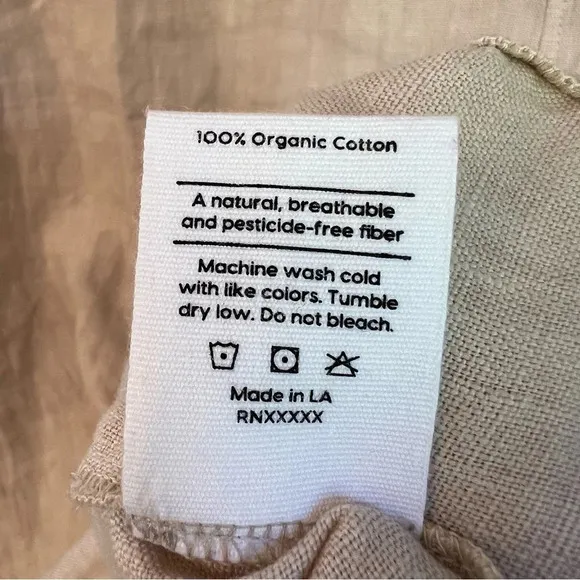 100% Organic Cotton
A natural, breathable
and pesticide-free fiber
Machine wash cold
with like colors. Tumble
dry low. Do not bleach.
Made in LA
RNXXXXX